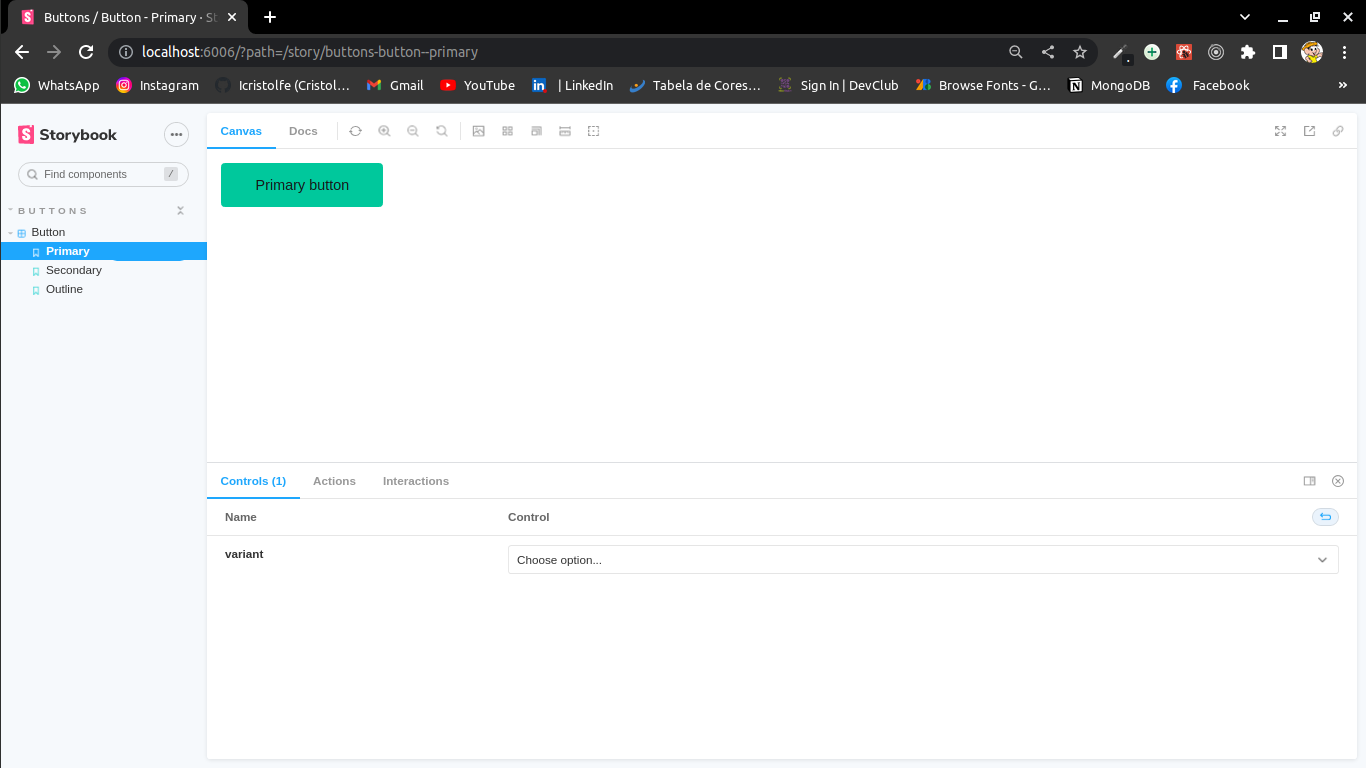 Buttons / Button - Primary · St
localhost:6006/?path=/story/buttons-button--primary
WhatsApp Instagram Icristolfe (Cristol… Gmail YouTube | LinkedIn Tabela de Cores… Sign In | DevClub Browse Fonts - G… MongoDB Facebook »
Storybook
Find components /
BUTTONS
Button
Primary
Secondary
Outline
Canvas Docs
Primary button
Controls (1) Actions Interactions
Name Control
variant Choose option...